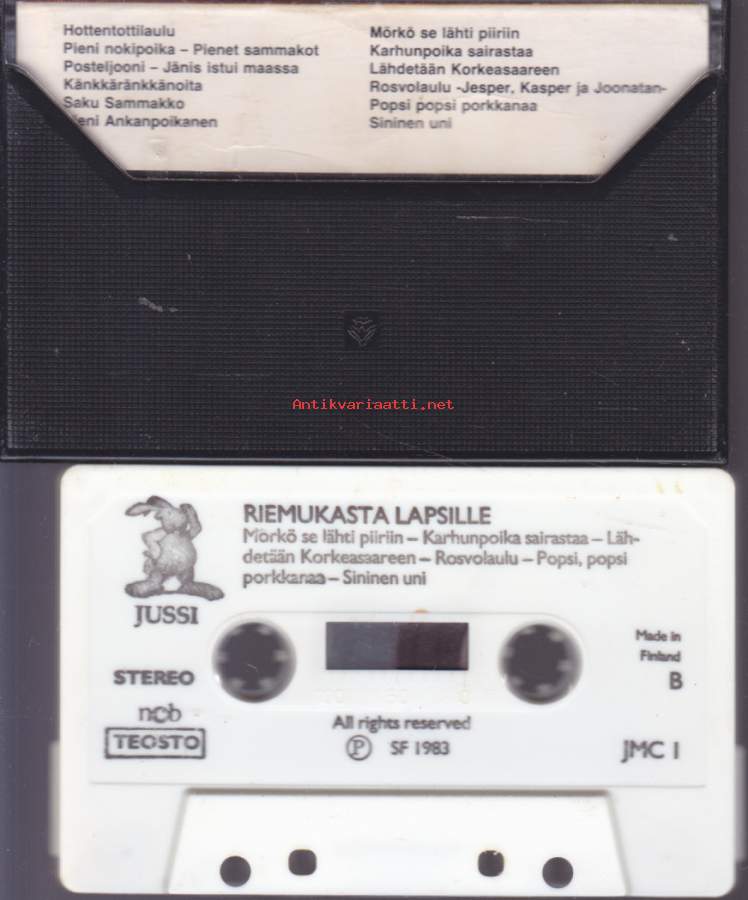 Hottentottilaulu
Pieni nokipoika – Pienet sammakot
Posteljooni – Jänis istui maassa
Känkkäränkkänoita
Saku Sammakko
ieni Ankanpoikanen
Mörkö se lähti piiriin
Karhunpoika sairastaa
Lähdetään Korkeasaareen
Rosvolaulu -Jesper, Kasper ja Joonatan-
Popsi popsi porkkanaa
Sininen uni
Antikvariaatti.net
RIEMUKASTA LAPSILLE
Mörkö se lähti piiriin – Karhunpoika sairastaa – Läh-
detään Korkeasaareen – Rosvolaulu – Popsi, popsi
porkkanaa – Sininen uni
JUSSI
STEREO
ncb
TEOSTO
Made in
Finland
B
All rights reserved
Ⓟ SF 1983
JMC 1